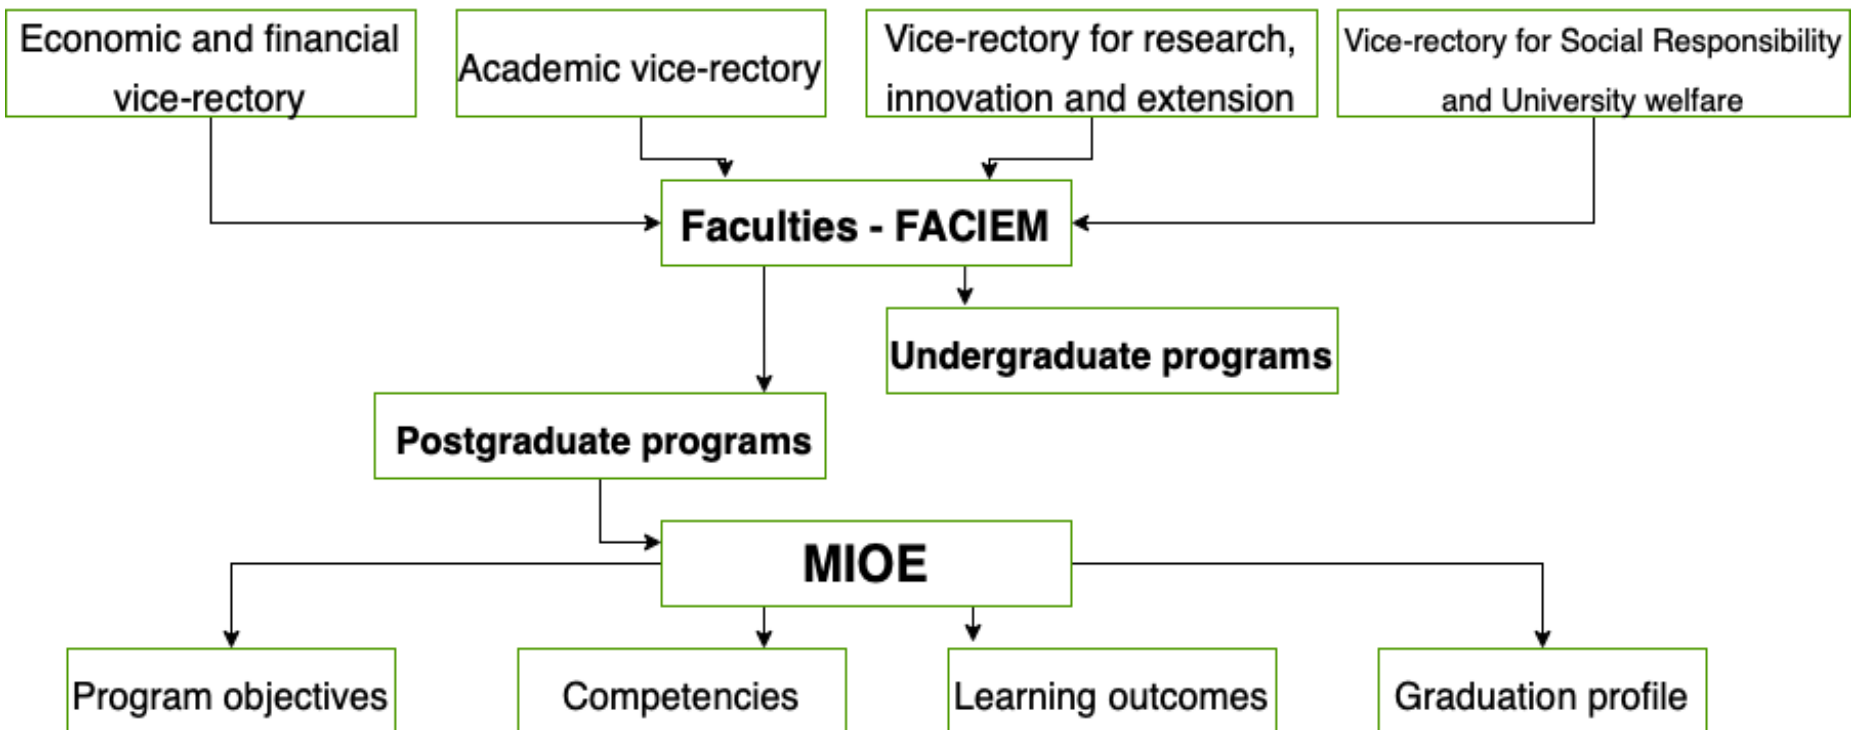 Economic and financial
vice-rectory
Academic vice-rectory
Vice-rectory for research,
innovation and extension
Vice-rectory for Social Responsibility
and University welfare
Faculties - FACIEM
Undergraduate programs
Postgraduate programs
MIOE
Program objectives
Competencies
Learning outcomes
Graduation profile